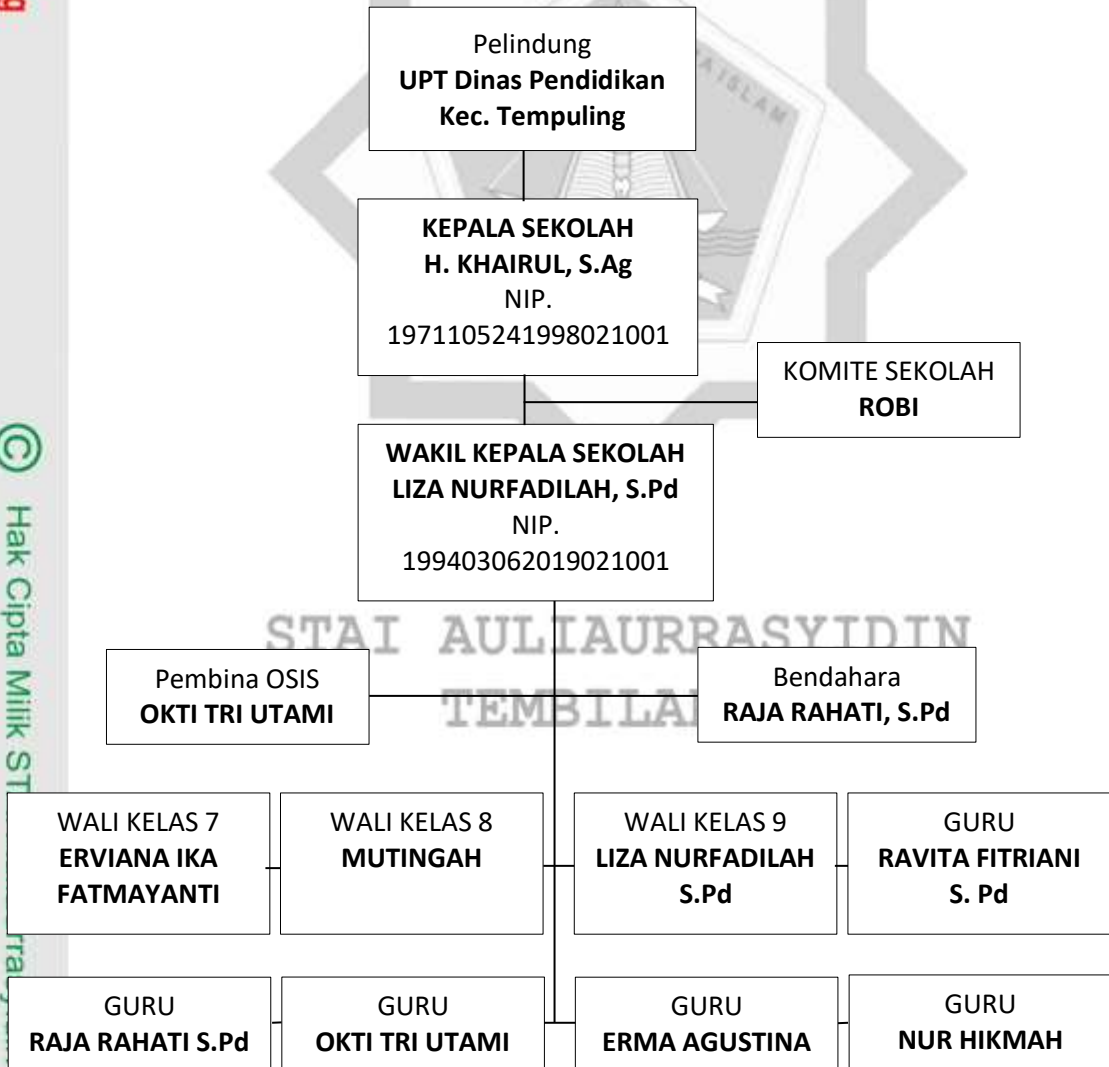 Pelindung
UPT Dinas Pendidikan
Kec. Tempuling
KEPALA SEKOLAH
H. KHAIRUL, S.Ag
NIP.
1971105241998021001
KOMITE SEKOLAH
ROBI
WAKIL KEPALA SEKOLAH
LIZA NURFADILAH, S.Pd
NIP.
199403062019021001
STAI AULIAURRASYIDIN
Pembina OSIS
OKTI TRI UTAMI
Bendahara
RAJA RAHATI, S.Pd
WALI KELAS 7
ERVIANA IKA
FATMAYANTI
WALI KELAS 8
MUTINGAH
WALI KELAS 9
LIZA NURFADILAH
S.Pd
GURU
RAVITA FITRIANI
S. Pd
GURU
RAJA RAHATI S.Pd
GURU
OKTI TRI UTAMI
GURU
ERMA AGUSTINA
GURU
NUR HIKMAH
© Hak Cipta Milik